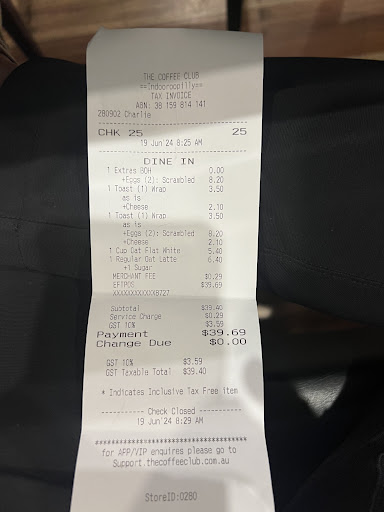 THE COFFEE CLUB
==Indooroopilly==
TAX INVOICE
ABN: 38 159 814 141
280902 Charlie
CHK 25 25
19 Jun'24 8:25 AM
DINE IN
1 Extras BOH 0.00
+Eggs (2): Scrambled 8.20
1 Toast (1) Wrap 3.50
as is
+Cheese 2.10
1 Toast (1) Wrap 3.50
as is
+Eggs (2): Scrambled 8.20
+Cheese 2.10
1 Cup Oat Flat White 5.40
1 Regular Oat Latte 6.40
+1 Sugar
MERCHANT FEE $0.29
EFTPOS $39.69
XXXXXXXXXXXX8727
Subtotal $39.40
Service Charge $0.29
GST 10% $3.59
Payment $39.69
Change Due $0.00
GST 10% $3.59
GST Taxable Total $39.40
* Indicates Inclusive Tax Free item
----------- Check Closed -----------
19 Jun'24 8:29 AM
************************************
for APP/VIP enquires please go to
Support.thecoffeeclub.com.au
StoreID:0280